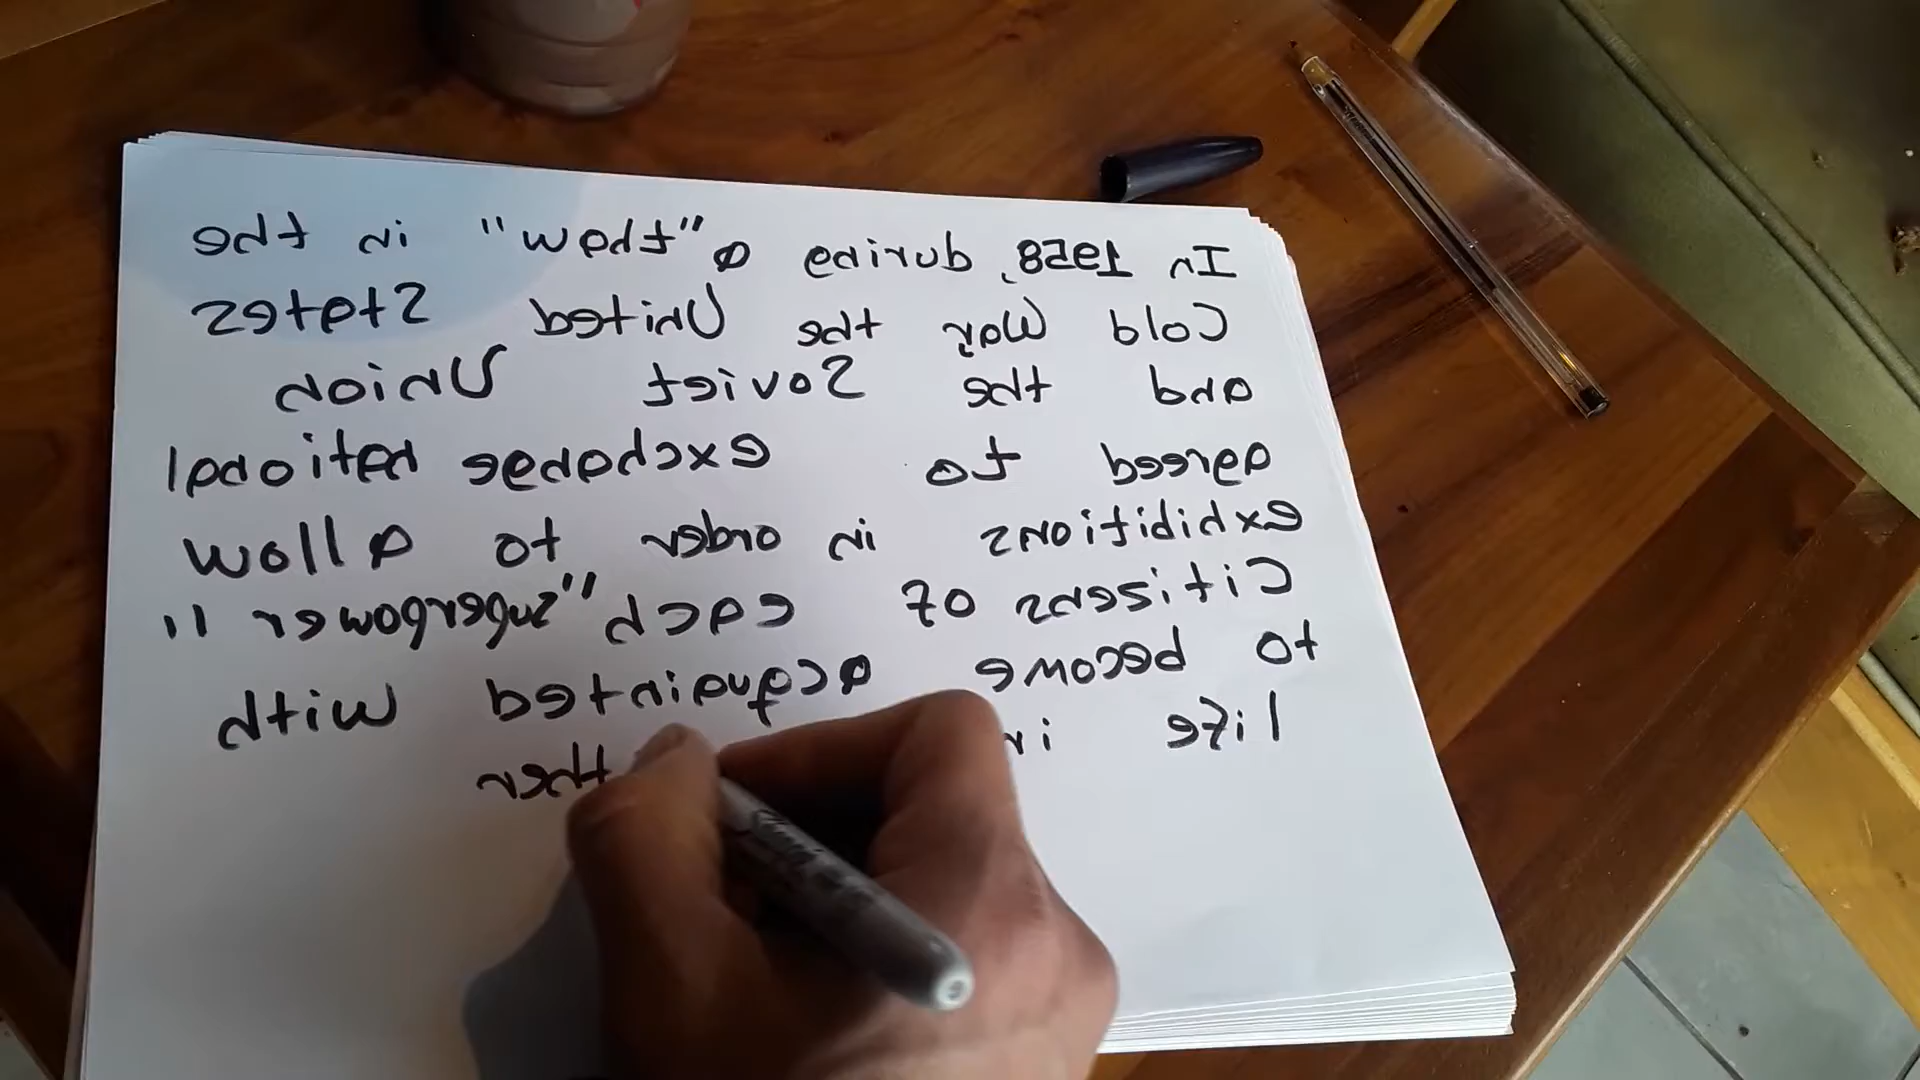 In 1958, during a "thaw" in the
Cold War, the United States
and the Soviet Union
agreed to exchange national
exhibitions in order to allow
Citizens of each "superpower"
to become acquainted with
life in